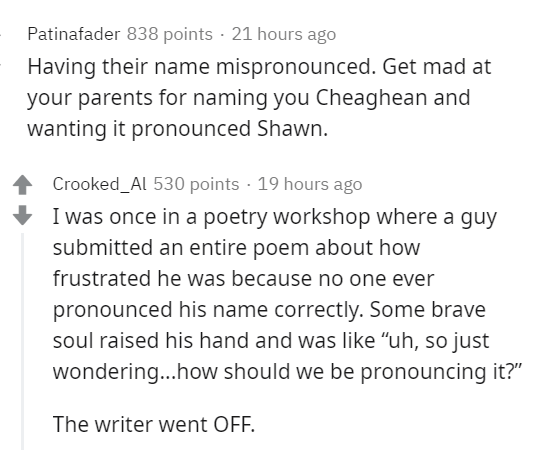 Patinafader 838 points · 21 hours ago
Having their name mispronounced. Get mad at
your parents for naming you Cheaghean and
wanting it pronounced Shawn.
Crooked_Al 530 points · 19 hours ago
I was once in a poetry workshop where a guy
submitted an entire poem about how
frustrated he was because no one ever
pronounced his name correctly. Some brave
soul raised his hand and was like “uh, so just
wondering...how should we be pronouncing it?”
The writer went OFF.